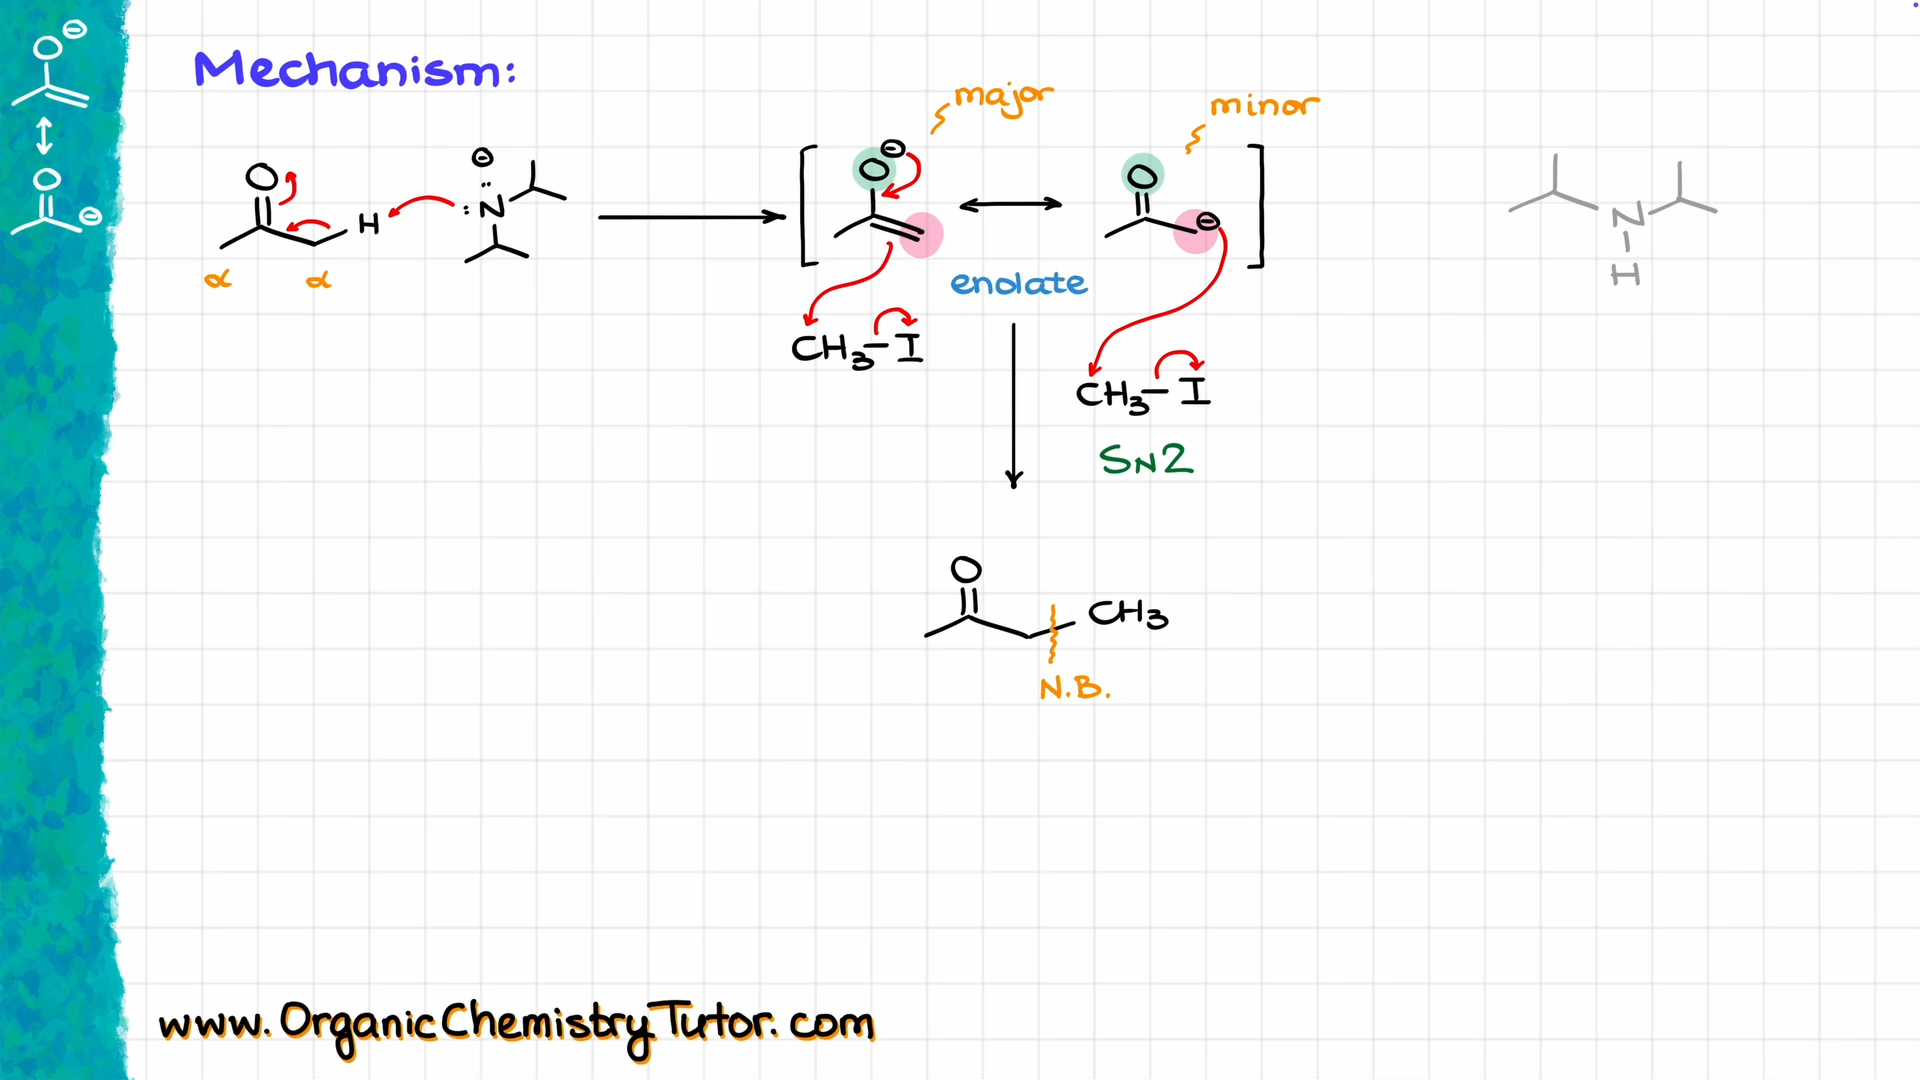 Mechanism:
major
minor
O
⊖
O
⊖
O
H
:N̈
⊖
α
α
O
⊖
O
⊖
enolate
N
H
CH3-I
CH3-I
SN2
O
CH3
N.B.
www.OrganicChemistryTutor.com